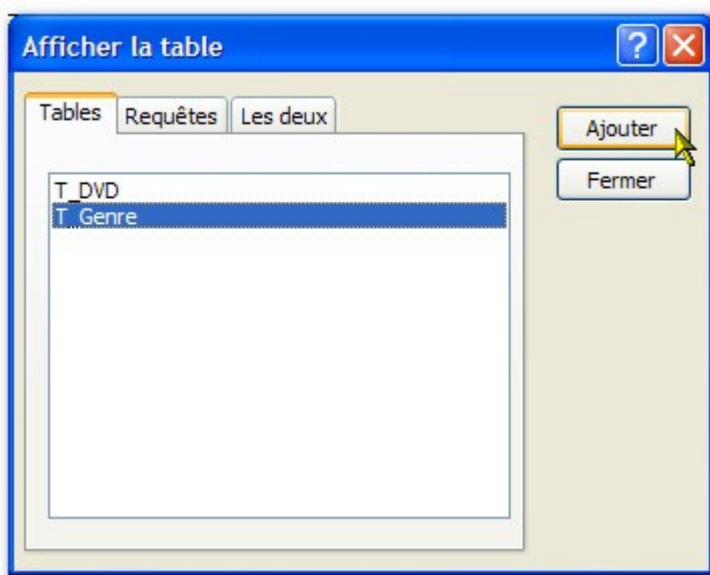 Afficher la table
Tables Requêtes Les deux
Ajouter
Fermer
T_DVD
T_Genre